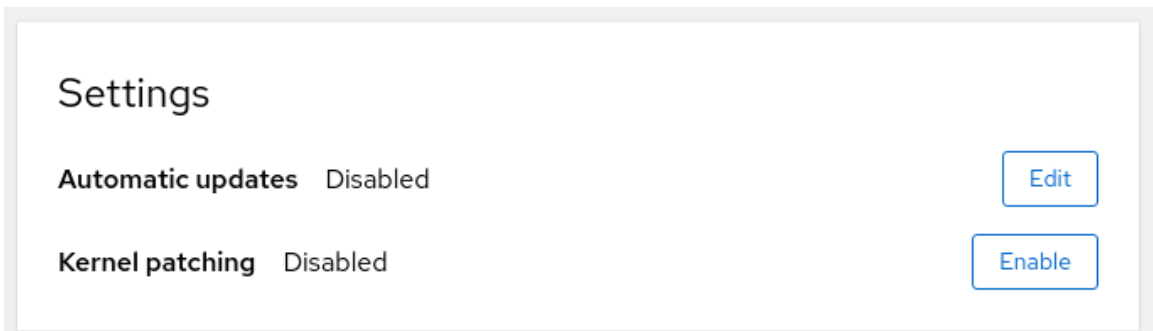 Settings
Automatic updates Disabled Edit
Kernel patching Disabled Enable